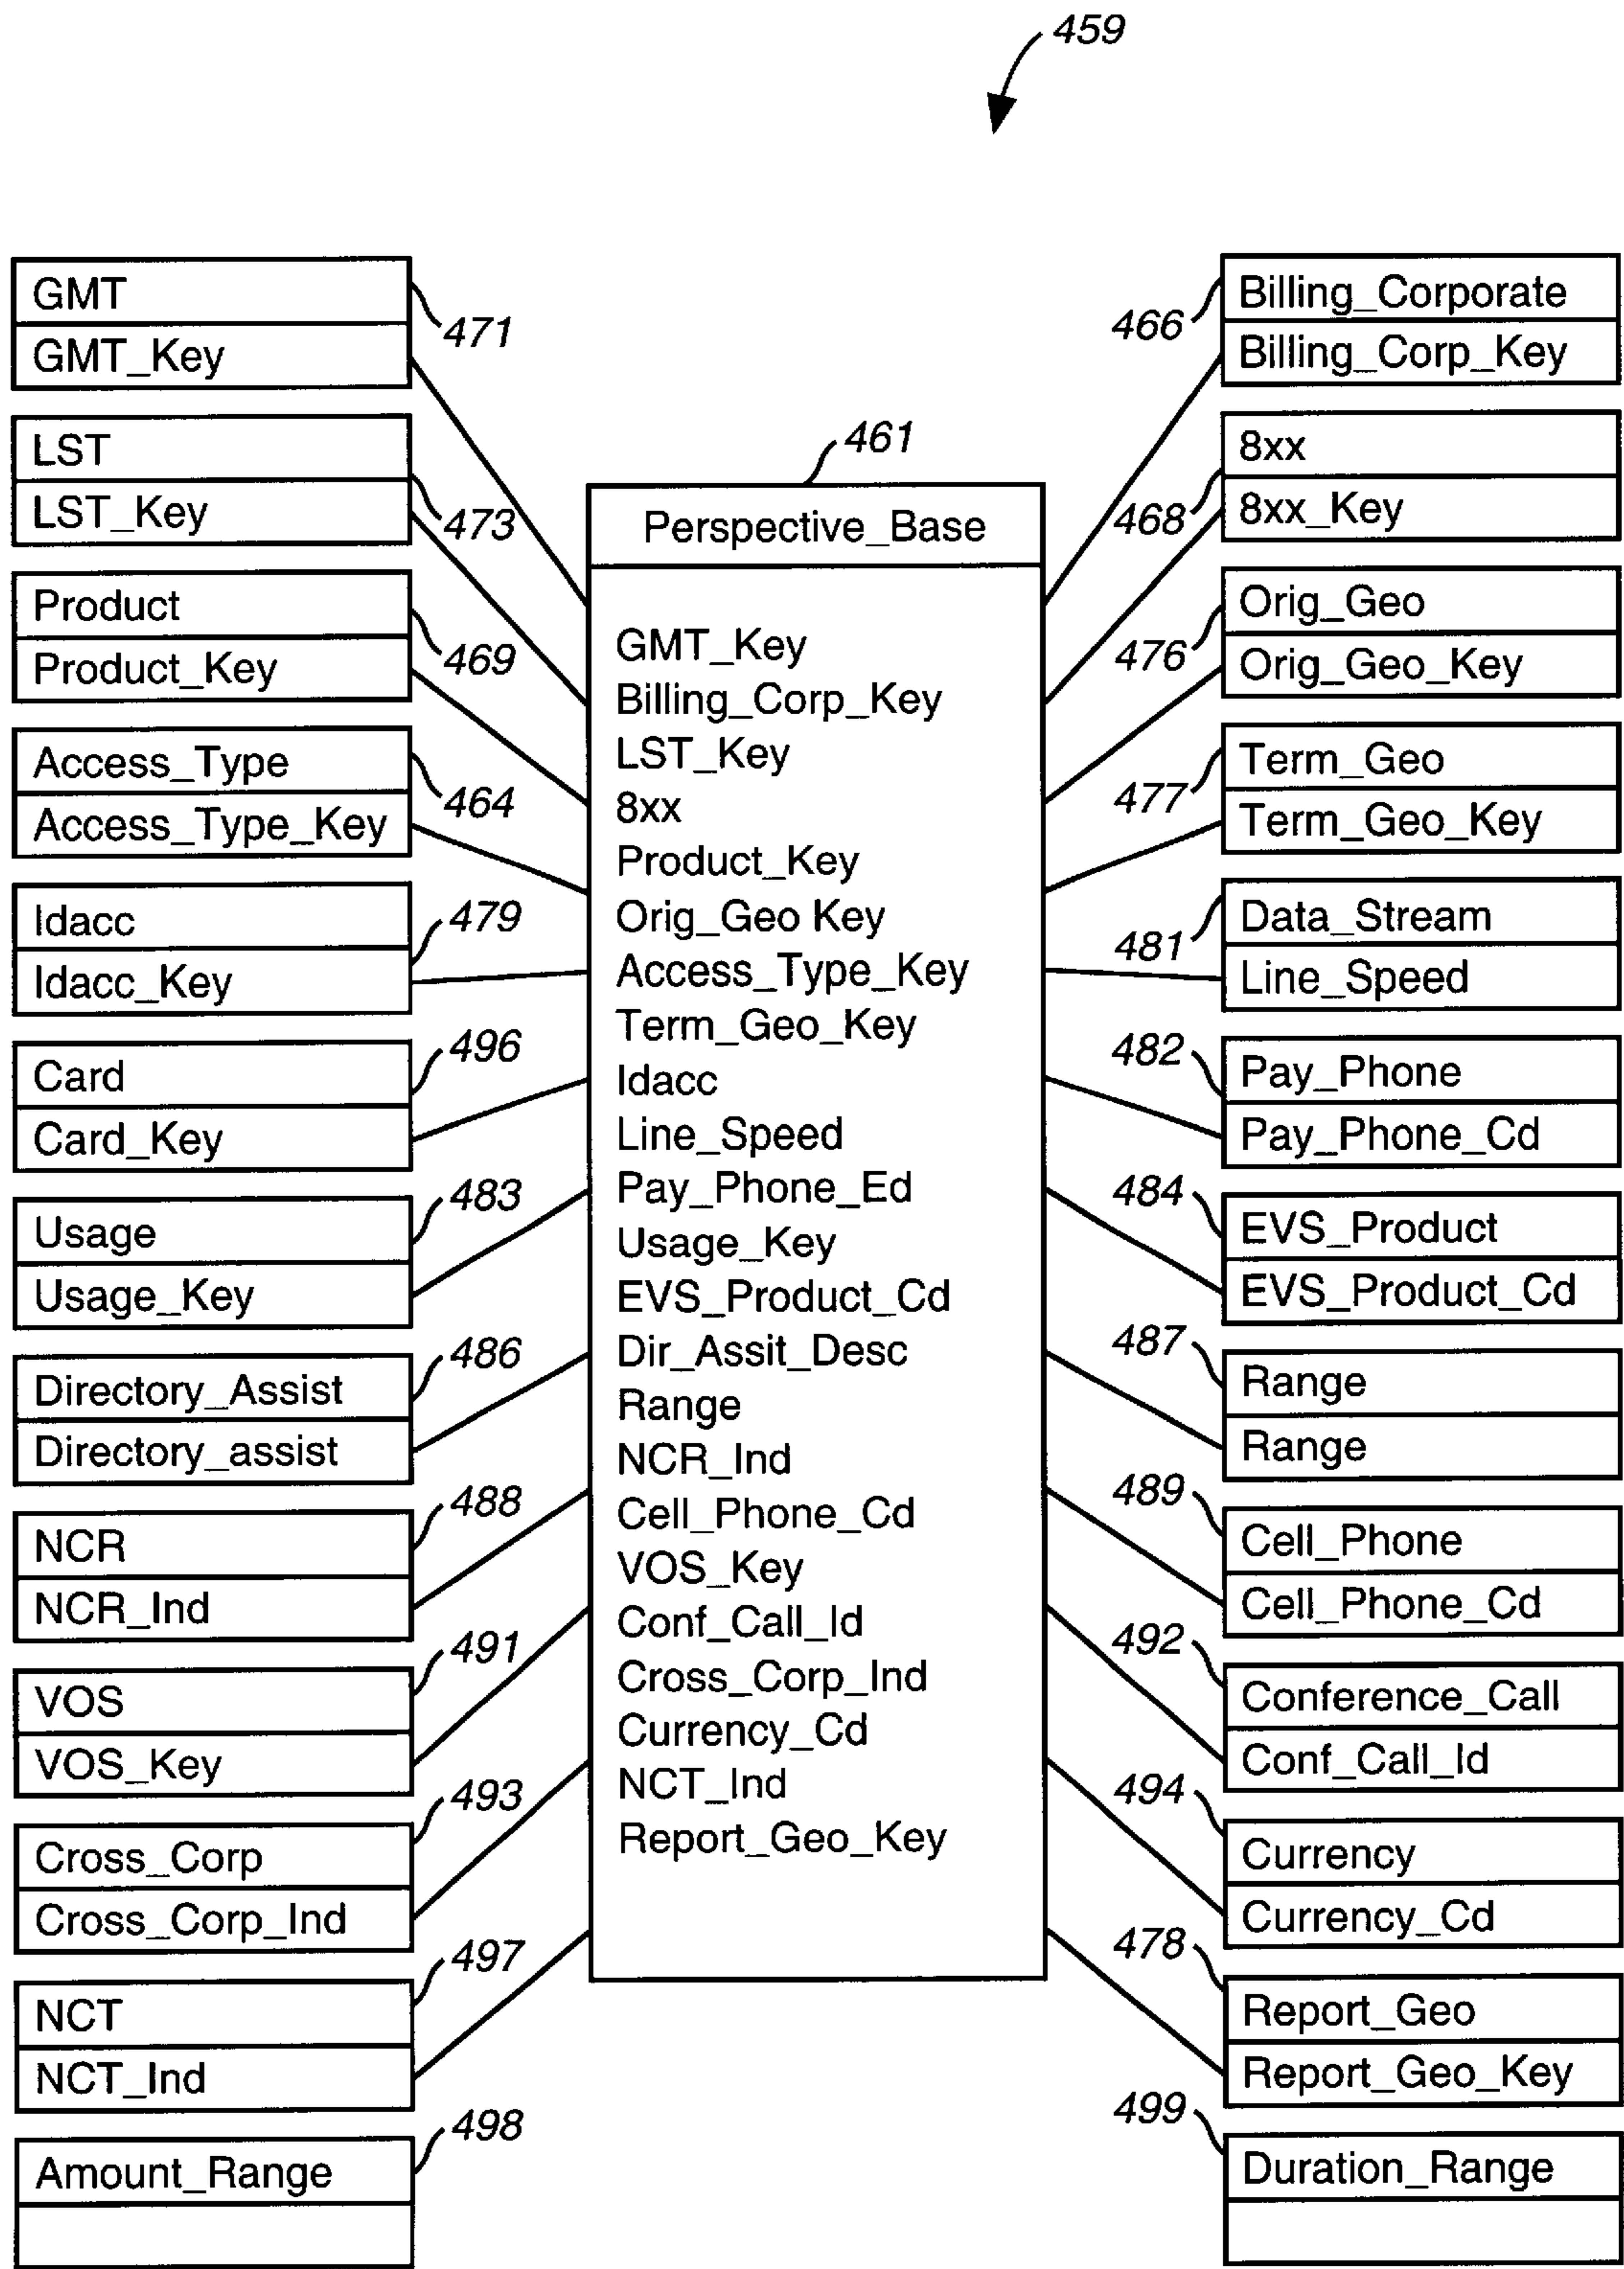 459
GMT
GMT_Key
471
LST
LST_Key
473
Product
Product_Key
469
Access_Type
Access_Type_Key
464
Idacc
Idacc_Key
479
Card
Card_Key
496
Usage
Usage_Key
483
Directory_Assist
Directory_assist
486
NCR
NCR_Ind
488
VOS
VOS_Key
491
Cross_Corp
Cross_Corp_Ind
493
NCT
NCT_Ind
497
Amount_Range
498
461
Perspective_Base
GMT_Key
Billing_Corp_Key
LST_Key
8xx
Product_Key
Orig_Geo Key
Access_Type_Key
Term_Geo_Key
Idacc
Line_Speed
Pay_Phone_Ed
Usage_Key
EVS_Product_Cd
Dir_Assit_Desc
Range
NCR_Ind
Cell_Phone_Cd
VOS_Key
Conf_Call_Id
Cross_Corp_Ind
Currency_Cd
NCT_Ind
Report_Geo_Key
466
Billing_Corporate
Billing_Corp_Key
468
8xx
8xx_Key
476
Orig_Geo
Orig_Geo_Key
477
Term_Geo
Term_Geo_Key
481
Data_Stream
Line_Speed
482
Pay_Phone
Pay_Phone_Cd
484
EVS_Product
EVS_Product_Cd
487
Range
Range
489
Cell_Phone
Cell_Phone_Cd
492
Conference_Call
Conf_Call_Id
494
Currency
Currency_Cd
478
Report_Geo
Report_Geo_Key
499
Duration_Range